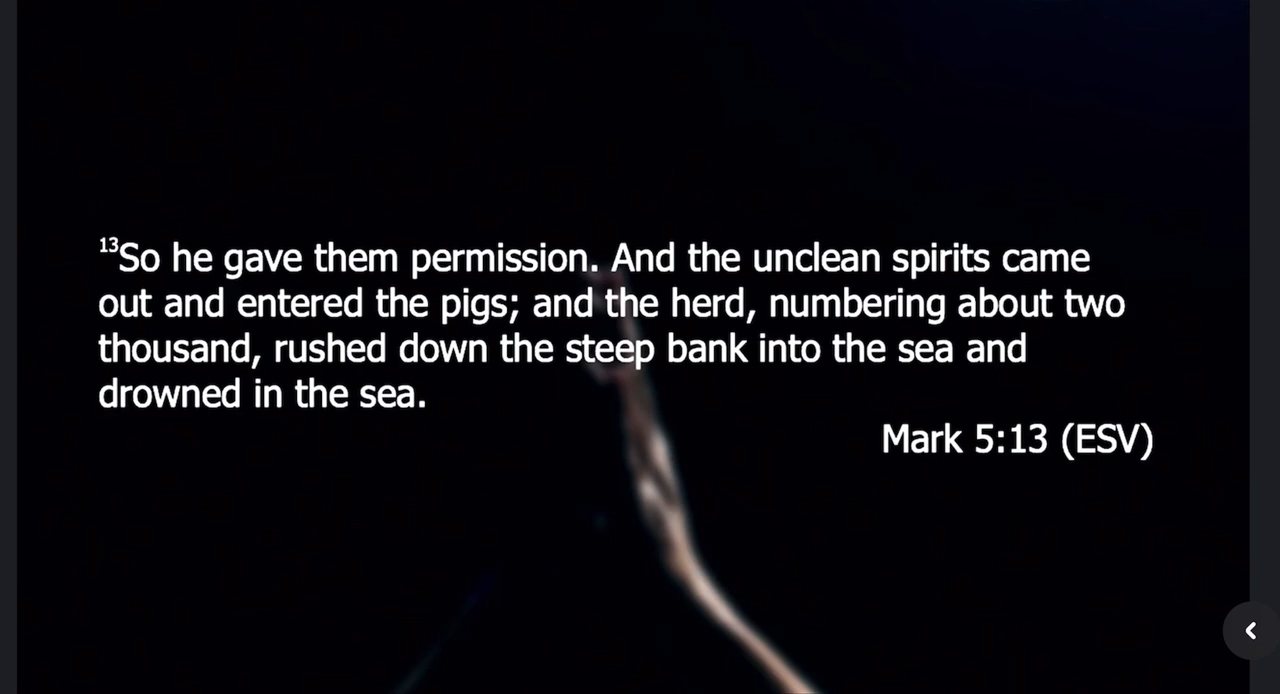 ¹³So he gave them permission. And the unclean spirits came
out and entered the pigs; and the herd, numbering about two
thousand, rushed down the steep bank into the sea and
drowned in the sea.
Mark 5:13 (ESV)